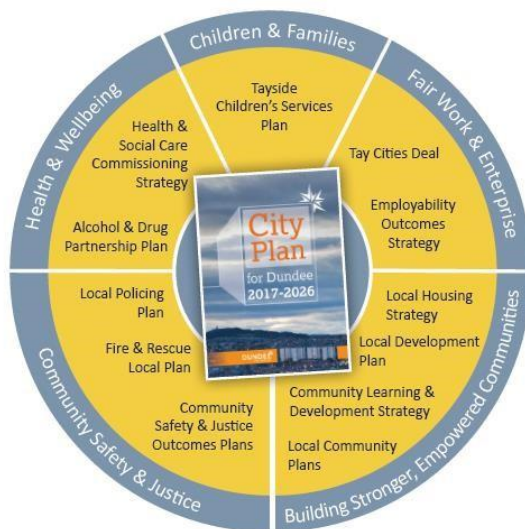 Children & Families
Tayside
Children's Services
Plan
Fair Work & Enterprise
Tay Cities Deal
Employability
Outcomes
Strategy
Building Stronger, Empowered Communities
Local Housing
Strategy
Local Development
Plan
Community Learning &
Development Strategy
Local Community
Plans
Community Safety & Justice
Local Policing
Plan
Fire & Rescue
Local Plan
Community
Safety & Justice
Outcomes Plans
Health & Wellbeing
Health &
Social Care
Commissioning
Strategy
Alcohol & Drug
Partnership Plan
City
Plan
for Dundee
2017-2026
DUNDEE